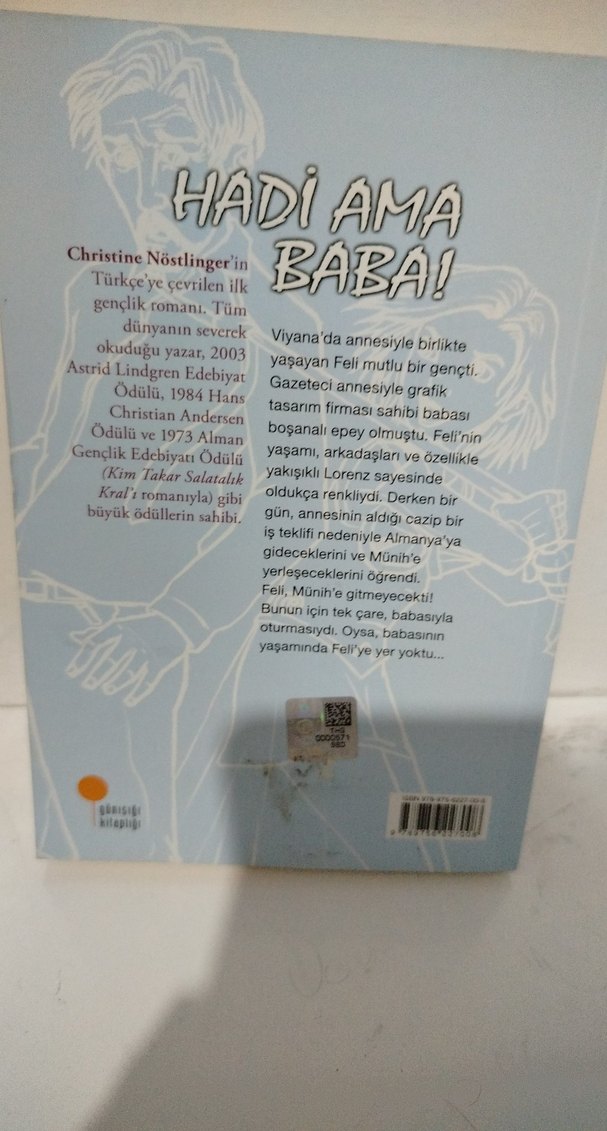 HADİ AMA
BABA!
Christine Nöstlinger'in
Türkçe'ye çevrilen ilk
gençlik romanı. Tüm
dünyanın severek
okuduğu yazar, 2003
Astrid Lindgren Edebiyat
Ödülü, 1984 Hans
Christian Andersen
Ödülü ve 1973 Alman
Gençlik Edebiyatı Ödülü
(Kim Takar Salatalık
Kral'ı romanıyla) gibi
büyük ödüllerin sahibi.
Viyana'da annesiyle birlikte
yaşayan Feli mutlu bir gençti.
Gazeteci annesiyle grafik
tasarım firması sahibi babası
boşanalı epey olmuştu. Feli'nin
yaşamı, arkadaşları ve özellikle
yakışıklı Lorenz sayesinde
oldukça renkliydi. Derken bir
gün, annesinin aldığı cazip bir
iş teklifi nedeniyle Almanya'ya
gideceklerini ve Münih'e
yerleşeceklerini öğrendi.
Feli, Münih'e gitmeyecekti!
Bunun için tek çare, babasıyla
oturmasıydı. Oysa, babasının
yaşamında Feli'ye yer yoktu...
günışığı
kitaplığı
ISBN